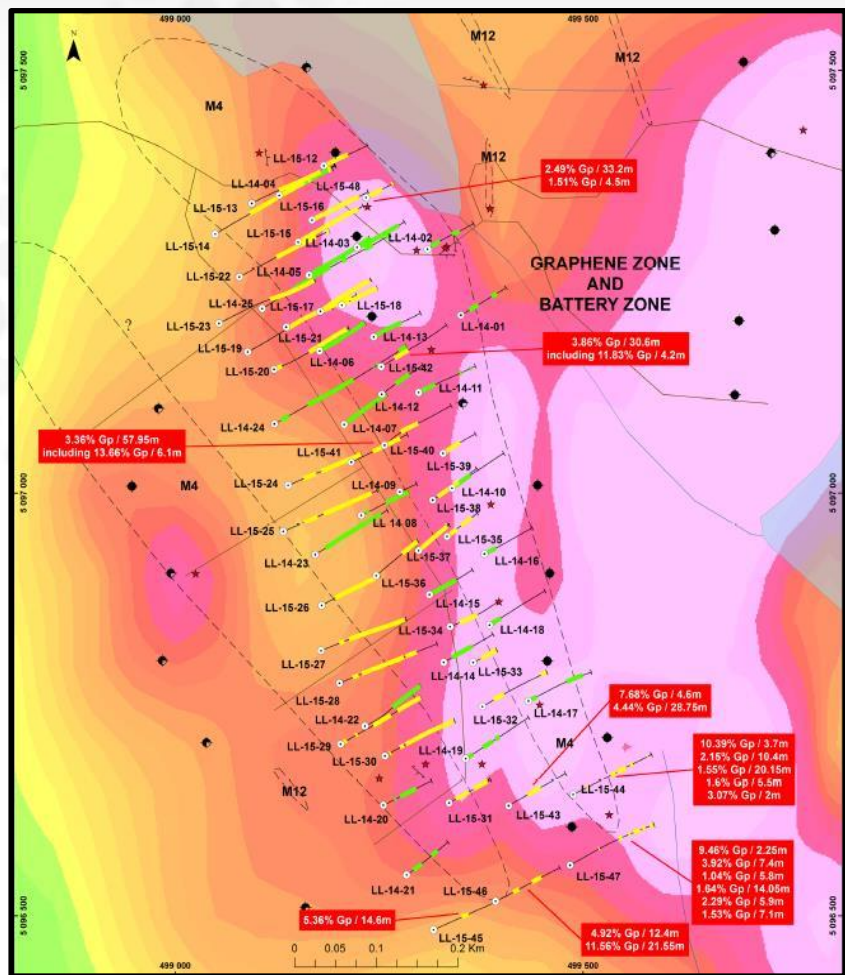 499 000
499 500
5 097 500
5 097 500
N
M12
M12
M4
M12
LL-15-12
LL-14-04
LL-15-48
LL-15-13
LL-15-16
2.49% Gp / 33.2m
1.51% Gp / 4.5m
LL-15-14
LL-15-15
LL-14-03
LL-14-02
GRAPHENE ZONE
AND
BATTERY ZONE
LL-15-22
LL-14-05
LL-14-25
LL-15-17
LL-15-18
LL-15-23
LL-15-21
LL-14-13
LL-14-01
?
LL-15-19
LL-14-06
3.86% Gp / 30.6m
including 11.83% Gp / 4.2m
LL-15-20
LL-15-42
LL-14-11
LL-14-12
LL-14-24
LL-14-07
3.36% Gp / 57.95m
including 13.66% Gp / 6.1m
LL-15-41
LL-15-40
LL-15-39
M4
LL-15-24
LL-14-09
LL-14-10
5 097 000
5 097 000
LL-15-38
LL-15-25
LL-14-08
LL-15-35
LL-14-23
LL-15-37
LL-14-16
LL-15-36
LL-15-26
LL-14-15
LL-15-34
LL-14-18
LL-15-27
LL-14-14
LL-15-33
LL-15-28
LL-15-32
LL-14-17
7.68% Gp / 4.6m
4.44% Gp / 28.75m
LL-14-22
LL-15-29
LL-15-30
LL-14-19
M4
10.39% Gp / 3.7m
2.15% Gp / 10.4m
1.55% Gp / 20.15m
1.6% Gp / 5.5m
3.07% Gp / 2m
M12
LL-15-44
LL-14-20
LL-15-31
LL-15-43
9.46% Gp / 2.25m
3.92% Gp / 7.4m
1.04% Gp / 5.8m
1.64% Gp / 14.05m
2.29% Gp / 5.9m
1.53% Gp / 7.1m
LL-15-47
LL-14-21
LL-15-46
5.36% Gp / 14.6m
4.92% Gp / 12.4m
11.56% Gp / 21.55m
LL-15-45
5 096 500
5 096 500
0 0.05 0.1 0.2 Km
499 000
499 500